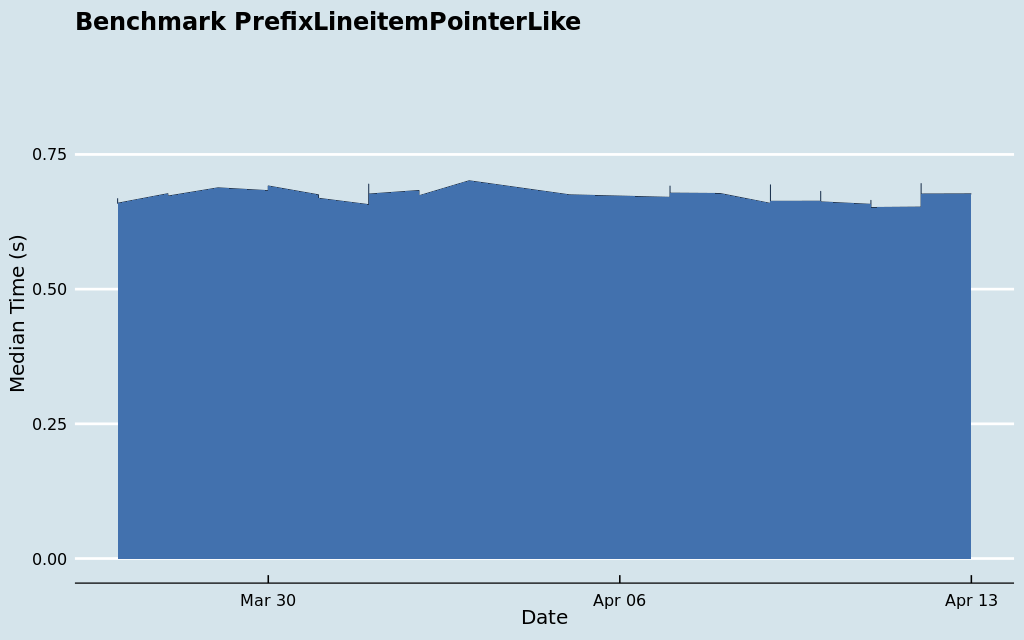 Benchmark PrefixLineitemPointerLike
Median Time (s)
0.75
0.50
0.25
0.00
Mar 30
Apr 06
Apr 13
Date